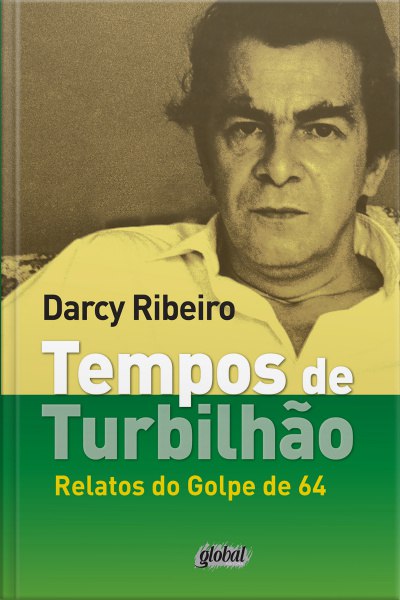 Darcy Ribeiro
Tempos de
Turbilhão
Relatos do Golpe de 64
global